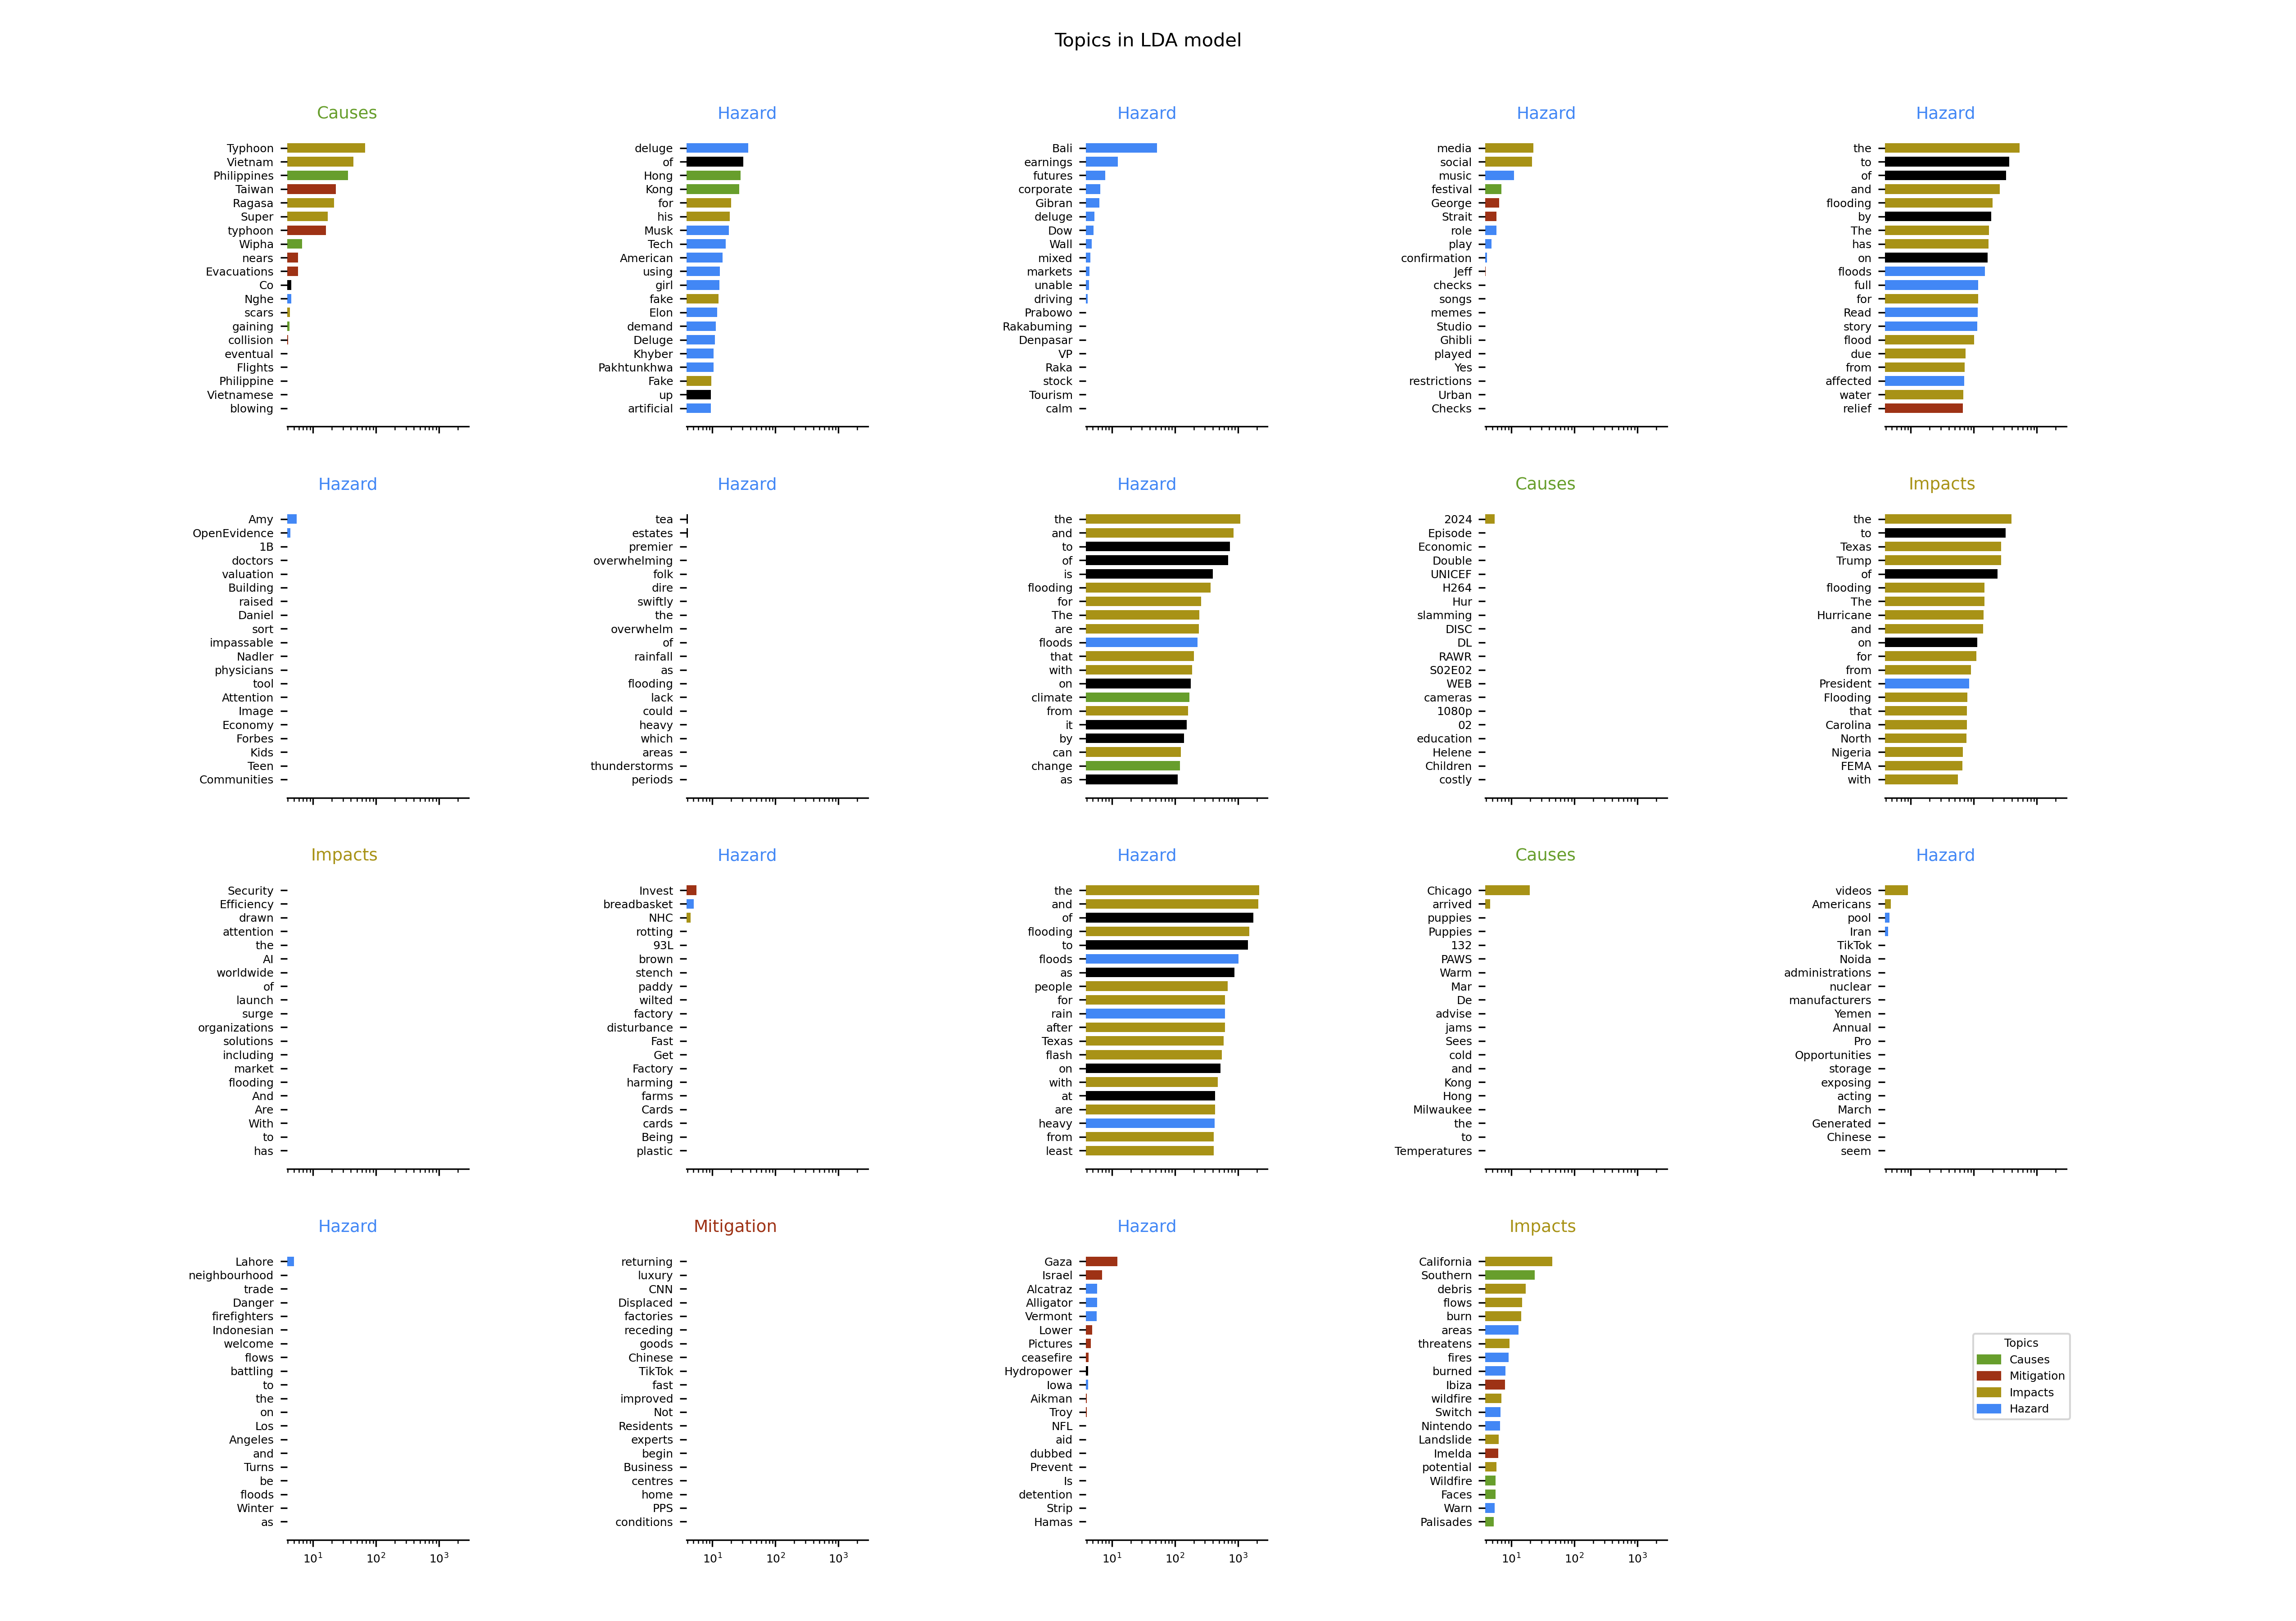 Topics in LDA model
Causes
Typhoon
Vietnam
Philippines
Taiwan
Ragasa
Super
typhoon
Wipha
nears
Evacuations
Co
Nghe
scars
gaining
collision
eventual
Flights
Philippine
Vietnamese
blowing
Hazard
deluge
of
Hong
Kong
for
his
Musk
Tech
American
using
girl
fake
Elon
demand
Deluge
Khyber
Pakhtunkhwa
Fake
up
artificial
Hazard
Bali
earnings
futures
corporate
Gibran
deluge
Dow
Wall
mixed
markets
unable
driving
Prabowo
Rakabuming
Denpasar
VP
Raka
stock
Tourism
calm
Hazard
media
social
music
festival
George
Strait
role
play
confirmation
Jeff
checks
songs
memes
Studio
Ghibli
played
Yes
restrictions
Urban
Checks
Hazard
the
to
of
and
flooding
by
The
has
on
floods
full
for
Read
story
flood
due
from
affected
water
relief
Hazard
Amy
OpenEvidence
1B
doctors
valuation
Building
raised
Daniel
sort
impassable
Nadler
physicians
tool
Attention
Image
Economy
Forbes
Kids
Teen
Communities
Hazard
tea
estates
premier
overwhelming
folk
dire
swiftly
the
overwhelm
of
rainfall
as
flooding
lack
could
heavy
which
areas
thunderstorms
periods
Hazard
the
and
to
of
is
flooding
for
The
are
floods
that
with
on
climate
from
it
by
can
change
as
Causes
2024
Episode
Economic
Double
UNICEF
H264
Hur
slamming
DISC
DL
RAWR
S02E02
WEB
cameras
1080p
02
education
Helene
Children
costly
Impacts
the
to
Texas
Trump
of
flooding
The
Hurricane
and
on
for
from
President
Flooding
that
Carolina
North
Nigeria
FEMA
with
Impacts
Security
Efficiency
drawn
attention
the
AI
worldwide
of
launch
surge
organizations
solutions
including
market
flooding
And
Are
With
to
has
Hazard
Invest
breadbasket
NHC
rotting
93L
brown
stench
paddy
wilted
factory
disturbance
Fast
Get
Factory
harming
farms
Cards
cards
Being
plastic
Hazard
the
and
of
flooding
to
floods
as
people
for
rain
after
Texas
flash
on
with
at
are
heavy
from
least
Causes
Chicago
arrived
puppies
Puppies
132
PAWS
Warm
Mar
De
advise
jams
Sees
cold
and
Kong
Hong
Milwaukee
the
to
Temperatures
Hazard
videos
Americans
pool
Iran
TikTok
Noida
administrations
nuclear
manufacturers
Yemen
Annual
Pro
Opportunities
storage
exposing
acting
March
Generated
Chinese
seem
Hazard
Lahore
neighbourhood
trade
Danger
firefighters
Indonesian
welcome
flows
battling
to
the
on
Los
Angeles
and
Turns
be
floods
Winter
as
10¹ 10² 10³
Mitigation
returning
luxury
CNN
Displaced
factories
receding
goods
Chinese
TikTok
fast
improved
Not
Residents
experts
begin
Business
centres
home
PPS
conditions
10¹ 10² 10³
Hazard
Gaza
Israel
Alcatraz
Alligator
Vermont
Lower
Pictures
ceasefire
Hydropower
Iowa
Aikman
Troy
NFL
aid
dubbed
Prevent
Is
detention
Strip
Hamas
10¹ 10² 10³
Impacts
California
Southern
debris
flows
burn
areas
threatens
fires
burned
Ibiza
wildfire
Switch
Nintendo
Landslide
Imelda
potential
Wildfire
Faces
Warn
Palisades
10¹ 10² 10³
Topics
Causes
Mitigation
Impacts
Hazard